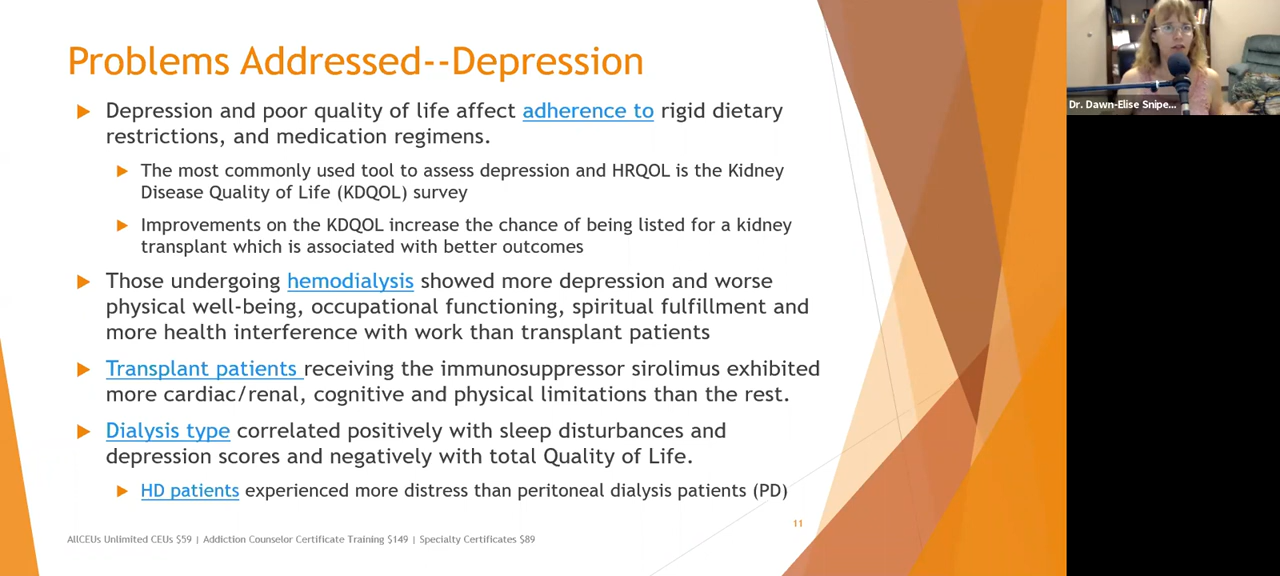 Problems Addressed--Depression
Depression and poor quality of life affect adherence to rigid dietary
restrictions, and medication regimens.
The most commonly used tool to assess depression and HRQOL is the Kidney
Disease Quality of Life (KDQOL) survey
Improvements on the KDQOL increase the chance of being listed for a kidney
transplant which is associated with better outcomes
Those undergoing hemodialysis showed more depression and worse
physical well-being, occupational functioning, spiritual fulfillment and
more health interference with work than transplant patients
Transplant patients receiving the immunosuppressor sirolimus exhibited
more cardiac/renal, cognitive and physical limitations than the rest.
Dialysis type correlated positively with sleep disturbances and
depression scores and negatively with total Quality of Life.
HD patients experienced more distress than peritoneal dialysis patients (PD)
11
AllCEUs Unlimited CEUs $59 | Addiction Counselor Certificate Training $149 | Specialty Certificates $89
Dr. Dawn-Elise Snipe...